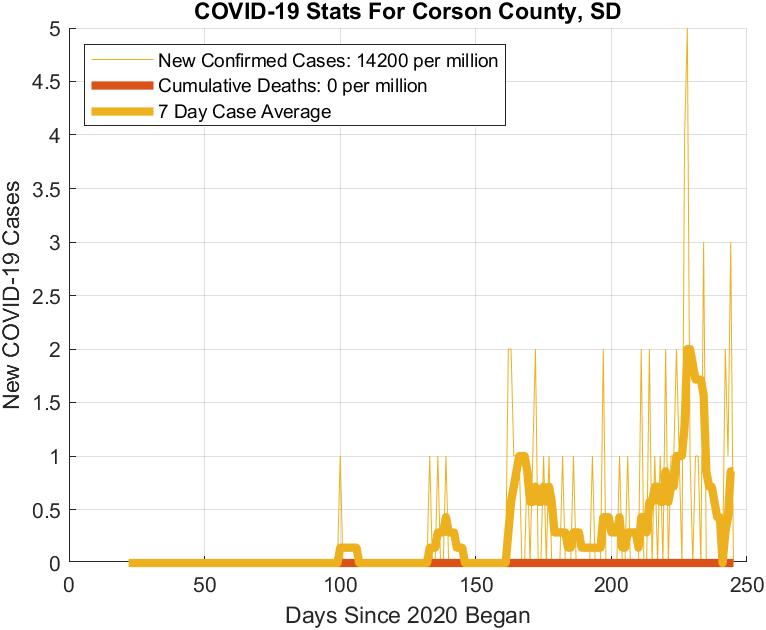 COVID-19 Stats For Corson County, SD
New Confirmed Cases: 14200 per million
Cumulative Deaths: 0 per million
7 Day Case Average
New COVID-19 Cases
5
4.5
4
3.5
3
2.5
2
1.5
1
0.5
0
0 50 100 150 200 250
Days Since 2020 Began